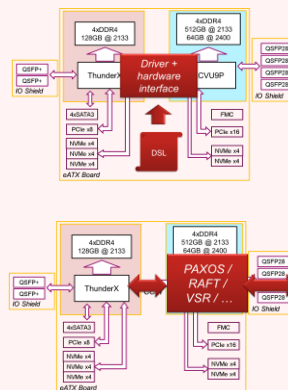 4xDDR4
128GB @ 2133
4xDDR4
512GB @ 2133
64GB @ 2400
QSFP+
QSFP+
IO Shield
ThunderX
Driver +
hardware
interface
CVU9P
QSFP28
QSFP28
QSFP28
QSFP28
IO Shield
4xSATA3
PCIe x8
NVMe x4
NVMe x4
NVMe x4
eATX Board
DSL
FMC
PCIe x16
NVMe x4
NVMe x4
4xDDR4
128GB @ 2133
4xDDR4
512GB @ 2133
64GB @ 2400
QSFP+
QSFP+
IO Shield
ThunderX
PAXOS /
RAFT /
VSR / ...
QSFP28
QSFP28
QSFP28
IO Shield
4xSATA3
PCIe x8
NVMe x4
NVMe x4
NVMe x4
eATX Board
FMC
PCIe x16
NVMe x4
NVMe x4